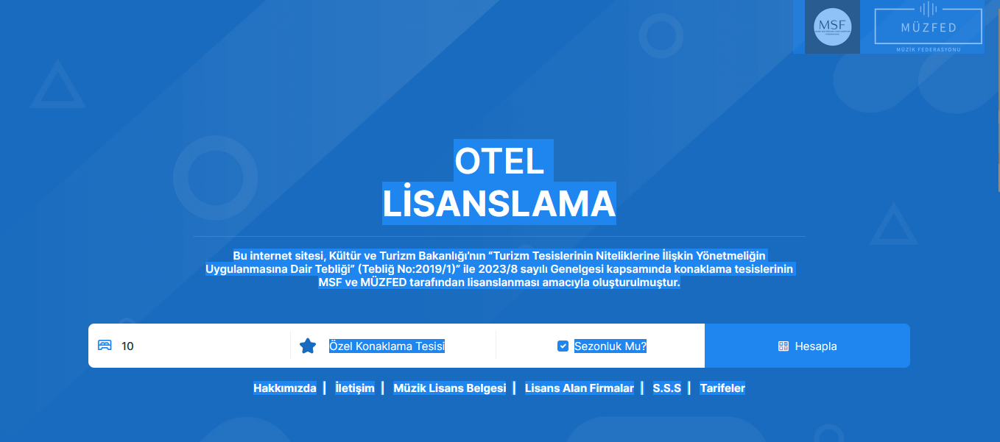 MSF
MÜZFED
MÜZİK FEDERASYONU
OTEL
LİSANSLAMA
Bu internet sitesi, Kültür ve Turizm Bakanlığı’nın “Turizm Tesislerinin Niteliklerine İlişkin Yönetmeliğin
Uygulanmasına Dair Tebliği” (Tebliğ No:2019/1)” ile 2023/8 sayılı Genelgesi kapsamında konaklama tesislerinin
MSF ve MÜZFED tarafından lisanslanması amacıyla oluşturulmuştur.
10 Özel Konaklama Tesisi Sezonluk Mu? Hesapla
Hakkımızda | İletişim | Müzik Lisans Belgesi | Lisans Alan Firmalar | S.S.S | Tarifeler